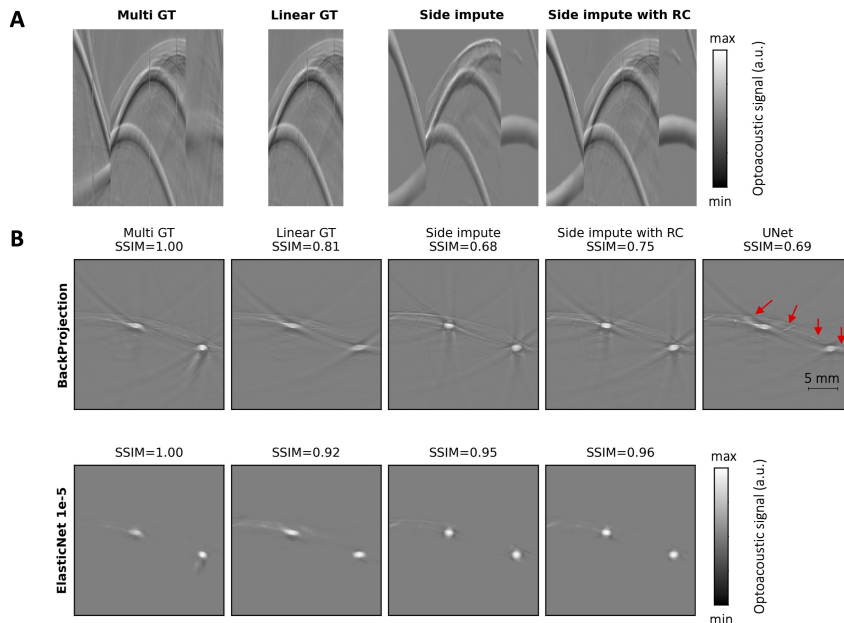 A
Multi GT
Linear GT
Side impute
Side impute with RC
max
Optoacoustic signal (a.u.)
min
B
Multi GT
SSIM=1.00
Linear GT
SSIM=0.81
Side impute
SSIM=0.68
Side impute with RC
SSIM=0.75
UNet
SSIM=0.69
BackProjection
5 mm
SSIM=1.00
SSIM=0.92
SSIM=0.95
SSIM=0.96
ElasticNet 1e-5
max
Optoacoustic signal (a.u.)
min